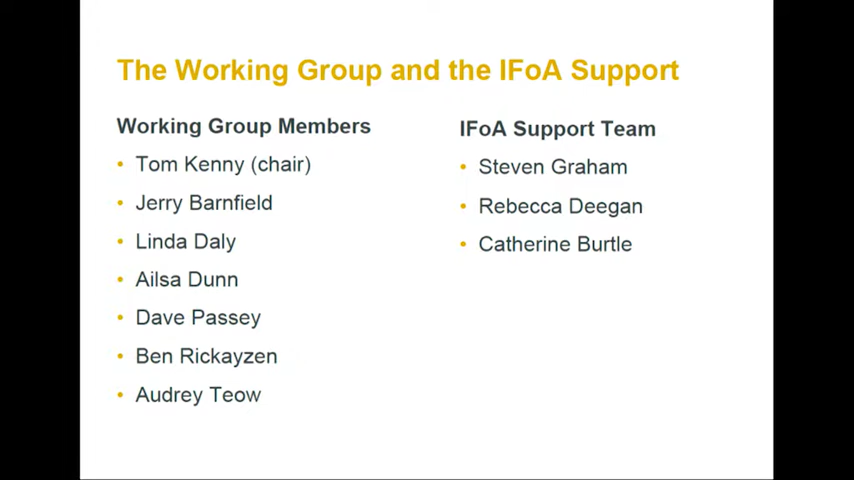 The Working Group and the IFoA Support
Working Group Members
• Tom Kenny (chair)
• Jerry Barnfield
• Linda Daly
• Ailsa Dunn
• Dave Passey
• Ben Rickayzen
• Audrey Teow
IFoA Support Team
• Steven Graham
• Rebecca Deegan
• Catherine Burtle